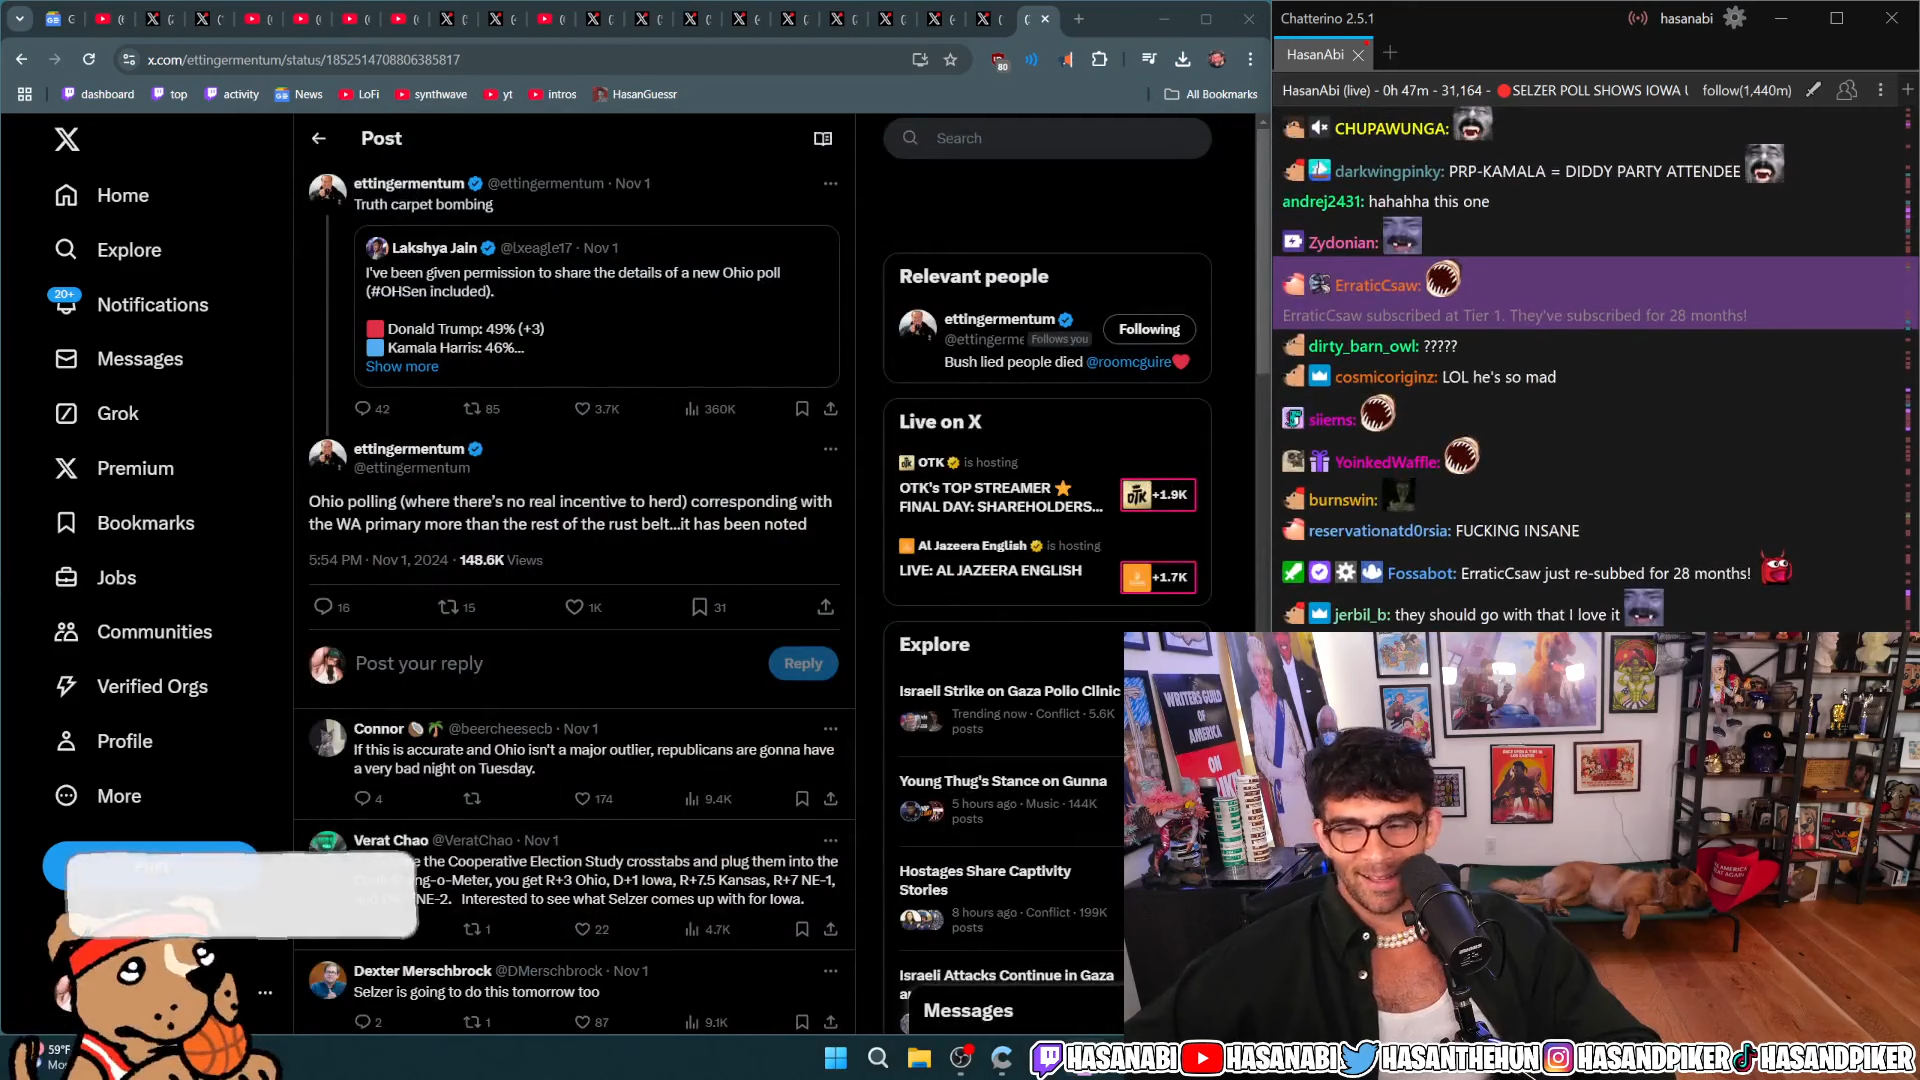 x.com/ettingermentum/status/1852514708806385817
80
dashboard
top
activity
News
LoFi
synthwave
yt
intros
HasanGuessr
All Bookmarks
Home
Explore
20+
Notifications
Messages
Grok
Premium
Bookmarks
Jobs
Communities
Verified Orgs
Profile
More
Post
ettingermentum @ettingermentum · Nov 1
Truth carpet bombing
Lakshya Jain @lxeagle17 · Nov 1
I've been given permission to share the details of a new Ohio poll
(#OHSen included).
Donald Trump: 49% (+3)
Kamala Harris: 46%...
Show more
42 85 3.7K 360K
ettingermentum
@ettingermentum
Ohio polling (where there's no real incentive to herd) corresponding with
the WA primary more than the rest of the rust belt...it has been noted
5:54 PM · Nov 1, 2024 · 148.6K Views
16 15 1K 31
Post your reply
Reply
Connor @beercheesecb · Nov 1
If this is accurate and Ohio isn't a major outlier, republicans are gonna have
a very bad night on Tuesday.
4 174 9.4K
Verat Chao @VeratChao · Nov 1
the Cooperative Election Study crosstabs and plug them into the
ng-o-Meter, you get R+3 Ohio, D+1 Iowa, R+7.5 Kansas, R+7 NE-1,
NE-2. Interested to see what Selzer comes up with for Iowa.
1 22 4.7K
Dexter Merschbrock @DMerschbrock · Nov 1
Selzer is going to do this tomorrow too
2 1 87 9.1K
Search
Relevant people
ettingermentum
@ettingerme Follows you
Following
Bush lied people died @roomcguire
Live on X
OTK is hosting
OTK's TOP STREAMER
FINAL DAY: SHAREHOLDERS...
+1.9K
Al Jazeera English is hosting
LIVE: AL JAZEERA ENGLISH
+1.7K
Explore
Israeli Strike on Gaza Polio Clinic
Trending now · Conflict · 5.6K
posts
Young Thug's Stance on Gunna
5 hours ago · Music · 144K
posts
Hostages Share Captivity
Stories
8 hours ago · Conflict · 199K
posts
Israeli Attacks Continue in Gaza
Messages
Chatterino 2.5.1
hasanabi
HasanAbi
HasanAbi (live) - 0h 47m - 31,164 - SELZER POLL SHOWS IOWA
follow(1,440m)
CHUPAWUNGA:
darkwingpinky: PRP-KAMALA = DIDDY PARTY ATTENDEE
andrej2431: hahahha this one
Zydonian:
ErraticCsaw:
ErraticCsaw subscribed at Tier 1. They've subscribed for 28 months!
dirty_barn_owl: ?????
cosmicoriginz: LOL he's so mad
siiems:
YoinkedWaffle:
burnswin:
reservationatd0rsia: FUCKING INSANE
Fossabot: ErraticCsaw just re-subbed for 28 months!
jerbil_b: they should go with that I love it
WRITERS GUILD
OF
AMERICA
ON
59°F
HASANABI HASANABI HASANTHEHUN HASANDPIKER HASANDPIKER